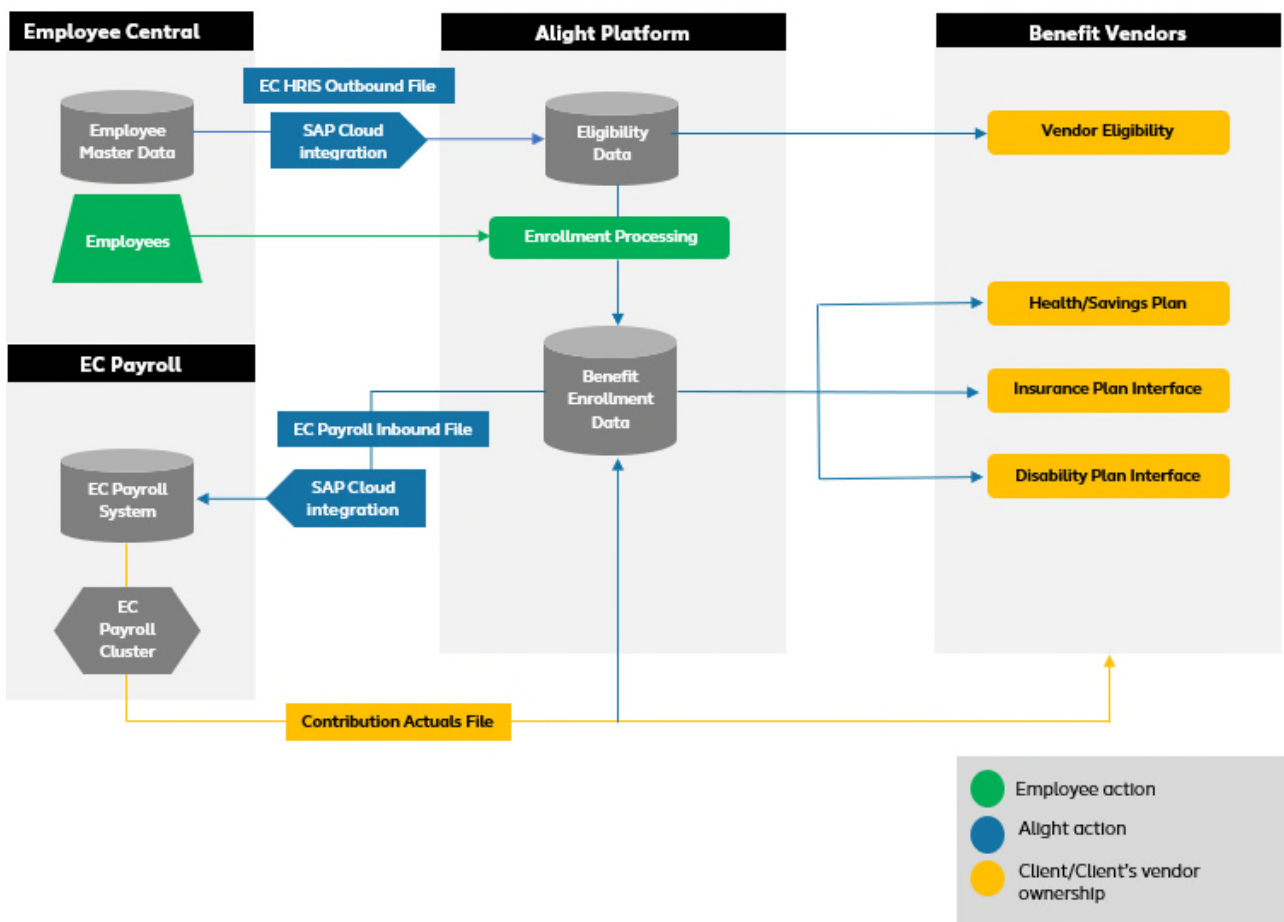 Employee Central
Alight Platform
Benefit Vendors
EC HRIS Outbound File
Employee
Master Data
SAP Cloud
integration
Eligibility
Data
Vendor Eligibility
Employees
Enrollment Processing
Health/Savings Plan
EC Payroll
Benefit
Enrollment
Data
Insurance Plan Interface
EC Payroll Inbound File
Disability Plan Interface
EC Payroll
System
SAP Cloud
integration
EC
Payroll
Cluster
Contribution Actuals File
Employee action
Alight action
Client/Client's vendor
ownership